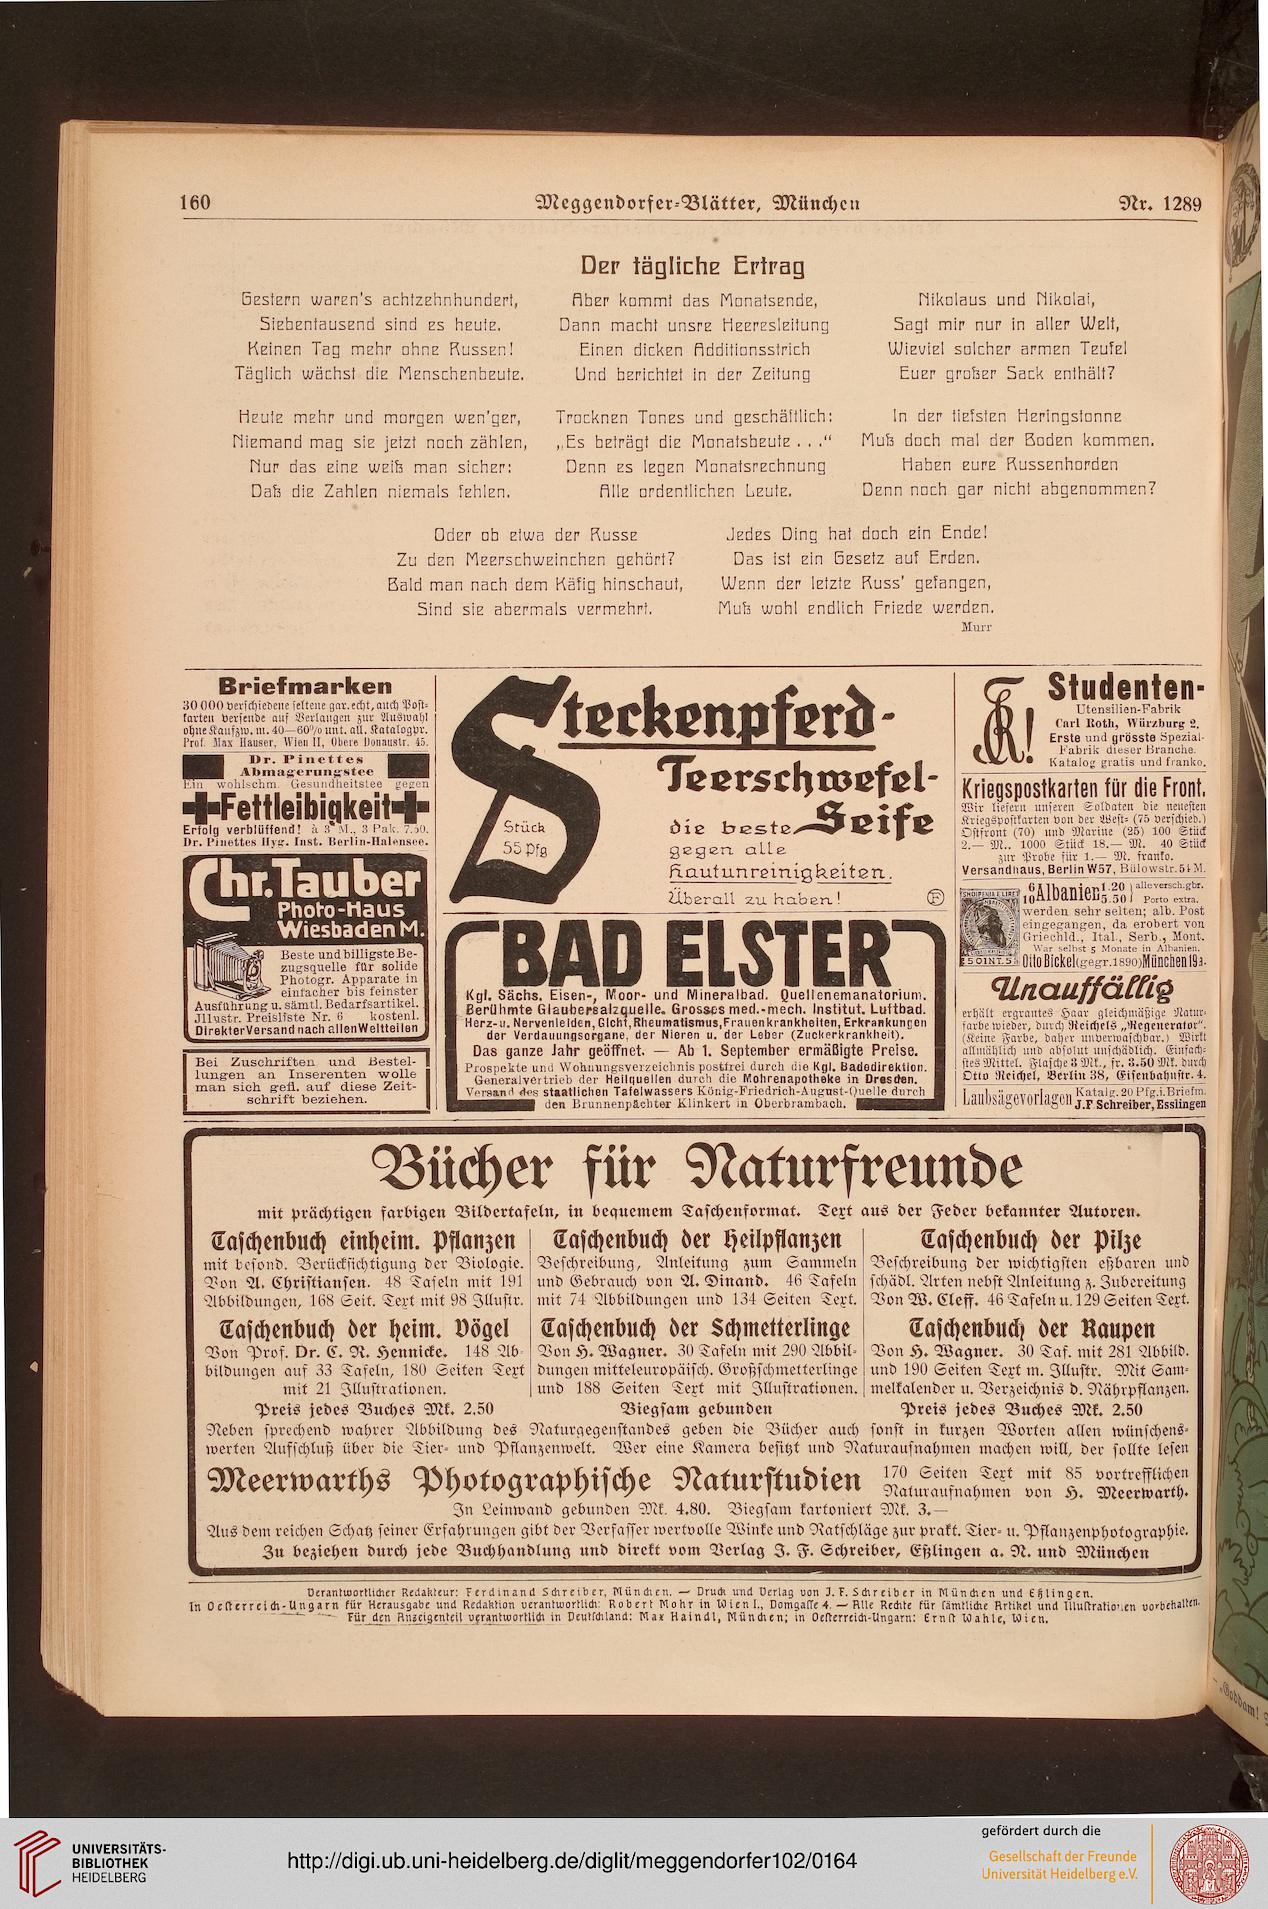 160
Meggendorfer-Blätter, München
Nr. 1289
Der tägliche Ertrag
Gestern waren's achtzehnhundert,
Siebentausend sind es heute.
Keinen Tag mehr ohne Russen!
Täglich wächst die Menschenbeute.
Heute mehr und morgen wen'ger,
Niemand mag sie jetzt noch zählen,
Nur das eine weiß man sicher:
Daß die Zahlen niemals fehlen.
Aber kommt das Monatsende,
Dann macht unsre Heeresleitung
Einen dicken Additionsstrich
Und berichtet in der Zeitung
Trocknen Tones und geschäftlich:
„Es beträgt die Monatsbeute . . .“
Denn es legen Monatsrechnung
Alle ordentlichen Leute.
Nikolaus und Nikolai,
Sagt mir nur in aller Welt,
Wieviel solcher armen Teufel
Euer großer Sack enthält?
In der tiefsten Heringstonne
Muß doch mal der Boden kommen.
Haben eure Russenhorden
Denn noch gar nicht abgenommen?
Oder ob etwa der Russe
Zu den Meerschweinchen gehört?
Bald man nach dem Käfig hinschaut,
Sind sie abermals vermehrt.
Jedes Ding hat doch ein Ende!
Das ist ein Gesetz auf Erden.
Wenn der letzte Russ' gefangen,
Muß wohl endlich Friede werden.
Murr
Briefmarken
30 000 verschiedene seltene gar. echt, auch Post-
karten versende auf Verlangen zur Auswahl
ohne Kaufzw. m. 40—60% unt. all. Katalogpr.
Prof. Max Hauser, Wien II, Obere Donaustr. 45.
Dr. Pinettes
Abmagerungstee
Ein wohlschm. Gesundheitstee gegen
Fettleibigkeit
Erfolg verblüffend! à 3 M., 3 Pak. 7.50.
Dr. Pinettes Hyg. Inst. Berlin-Halensee.
Chr. Tauber
Photo-Haus
Wiesbaden M.
Beste und billigste Be-
zugsquelle für solide
Photogr. Apparate in
einfacher bis feinster
Ausführung u. sämtl. Bedarfsartikel.
Jllustr. Preisliste Nr. 6 kostenl.
Direkter Versand nach allen Weltteilen
Bei Zuschriften und Bestel-
lungen an Inserenten wolle
man sich gefl. auf diese Zeit-
schrift beziehen.
Steckenpferd-
Teerschwefel-
Seife
Stück
55 Pfg
die beste
gegen alle
Hautunreinigkeiten.
Überall zu haben!
F
BAD ELSTER
Kgl. Sächs. Eisen-, Moor- und Mineralbad. Quellenemanatorium.
Berühmte Glaubersalzquelle. Grosses med.-mech. Institut. Luftbad.
Herz- u. Nervenleiden, Gicht, Rheumatismus, Frauenkrankheiten, Erkrankungen
der Verdauungsorgane, der Nieren u. der Leber (Zuckerkrankheit).
Das ganze Jahr geöffnet. — Ab 1. September ermäßigte Preise.
Prospekte und Wohnungsverzeichnis postfrei durch die Kgl. Badedirektion.
Generalvertrieb der Heilquellen durch die Mohrenapotheke in Dresden.
Versand des staatlichen Tafelwassers König-Friedrich-August-Quelle durch
den Brunnenpächter Klinkert in Oberbrambach.
Studenten-
Utensilien-Fabrik
Carl Roth, Würzburg 2.
Erste und grösste Spezial-
Fabrik dieser Branche.
Katalog gratis und franko.
Kriegspostkarten für die Front.
Wir liefern unseren Soldaten die neuesten
Kriegspostkarten von der West- (75 verschied.)
Ostfront (70) und Marine (25) 100 Stück
2.— M., 1000 Stück 18.— M. 40 Stück
zur Probe für 1.— M. franko.
Versandhaus, Berlin W57, Bülowstr. 54 M.
SHQIPENIA E LIRE
5 QINT. 5
6 Albanien 1.20 alle versch. gbr.
10 5.50 Porto extra.
werden sehr selten; alb. Post
eingegangen, da erobert von
Griechld., Ital., Serb., Mont.
War selbst 5 Monate in Albanien.
Otto Bickel (gegr. 1890) München 19a.
Unauffällig
erhält ergrautes Haar gleichmäßige Natur-
farbe wieder, durch Reichels „Regenerator“.
(Keine Farbe, daher unverwaschbar.) Wirkt
allmählich und absolut unschädlich. Einfach-
stes Mittel. Flasche 3 Mk., fr. 3.50 Mk. durch
Otto Reichel, Berlin 38, Eisenbahnstr. 4.
Laubsägevorlagen Katalg. 20 Pfg. i. Briefm.
J. F. Schreiber, Esslingen
Bücher für Naturfreunde
mit prächtigen farbigen Bildertafeln, in bequemem Taschenformat. Text aus der Feder bekannter Autoren.
Taschenbuch einheim. Pflanzen
mit besond. Berücksichtigung der Biologie.
Von A. Christiansen. 48 Tafeln mit 191
Abbildungen, 168 Seit. Text mit 98 Illustr.
Taschenbuch der Heilpflanzen
Beschreibung, Anleitung zum Sammeln
und Gebrauch von A. Dinand. 46 Tafeln
mit 74 Abbildungen und 134 Seiten Text.
Taschenbuch der Pilze
Beschreibung der wichtigsten eßbaren und
schädl. Arten nebst Anleitung z. Zubereitung
Von W. Cleff. 46 Tafeln u. 129 Seiten Text.
Taschenbuch der heim. Vögel
Von Prof. Dr. C. R. Hennicke. 148 Ab-
bildungen auf 33 Tafeln, 180 Seiten Text
mit 21 Illustrationen.
Taschenbuch der Schmetterlinge
Von H. Wagner. 30 Tafeln mit 290 Abbil-
dungen mitteleuropäisch. Großschmetterlinge
und 188 Seiten Text mit Illustrationen.
Taschenbuch der Raupen
Von H. Wagner. 30 Taf. mit 281 Abbild.
und 190 Seiten Text m. Illustr. Mit Sam-
melkalender u. Verzeichnis d. Nährpflanzen.
Preis jedes Buches Mk. 2.50 Biegsam gebunden Preis jedes Buches Mk. 2.50
Neben sprechend wahrer Abbildung des Naturgegenstandes geben die Bücher auch sonst in kurzen Worten allen wünschens-
werten Aufschluß über die Tier- und Pflanzenwelt. Wer eine Kamera besitzt und Naturaufnahmen machen will, der sollte lesen
Meerwarths Photographische Naturstudien
170 Seiten Text mit 85 vortrefflichen
Naturaufnahmen von H. Meerwarth.
In Leinwand gebunden Mk. 4.80. Biegsam kartoniert Mk. 3.—
Aus dem reichen Schatz seiner Erfahrungen gibt der Verfasser wertvolle Winke und Ratschläge zur prakt. Tier- u. Pflanzenphotographie.
Zu beziehen durch jede Buchhandlung und direkt vom Verlag J. F. Schreiber, Eßlingen a. N. und München
Verantwortlicher Redakteur: Ferdinand Schreiber, München. — Druck und Verlag von J. F. Schreiber in München und Eßlingen.
In Oesterreich-Ungarn für Herausgabe und Redaktion verantwortlich: Robert Mohr in Wien I., Domgasse 4. — Alle Rechte für sämtliche Artikel und Illustrationen vorbehalten.
Für den Anzeigenteil verantwortlich in Deutschland: Max Haindl, München; in Oesterreich-Ungarn: Ernst Wahle, Wien.
— „Goddam!
UNIVERSITÄTS-
BIBLIOTHEK
HEIDELBERG
http://digi.ub.uni-heidelberg.de/diglit/meggendorfer102/0164
gefördert durch die
Gesellschaft der Freunde
Universität Heidelberg e.V.